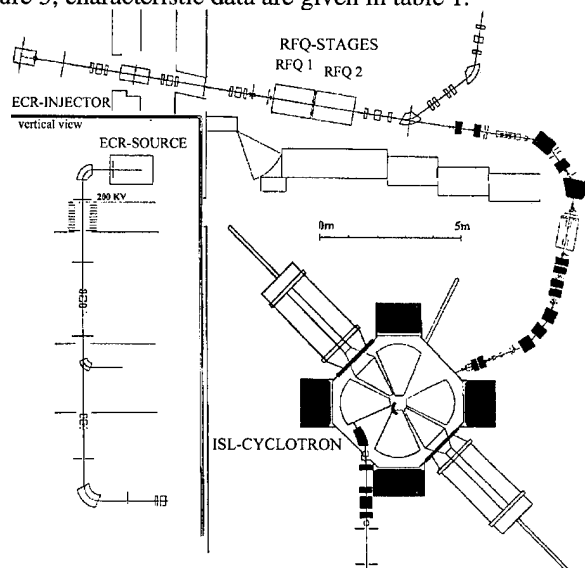 ure 3, characteristic data are given in table 1.
RFQ-STAGES
RFQ 1
RFQ 2
ECR-INJECTOR
vertical view
ECR-SOURCE
200 KV
0m
5m
ISL-CYCLOTRON